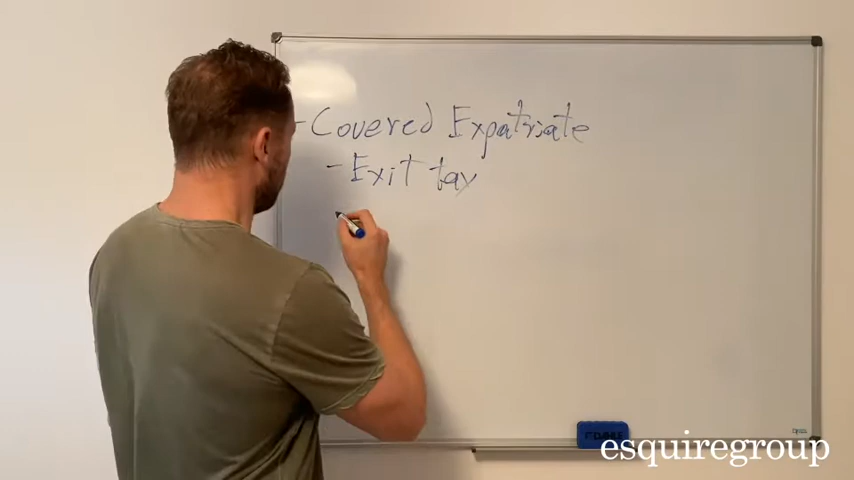 - Covered Expatriate
- Exit tax
esquiregroup